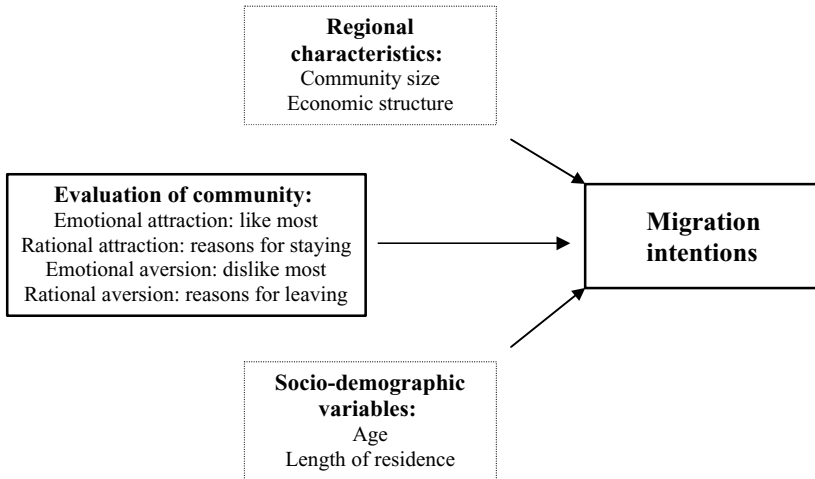 Regional
characteristics:
Community size
Economic structure
Evaluation of community:
Emotional attraction: like most
Rational attraction: reasons for staying
Emotional aversion: dislike most
Rational aversion: reasons for leaving
Migration
intentions
Socio-demographic
variables:
Age
Length of residence